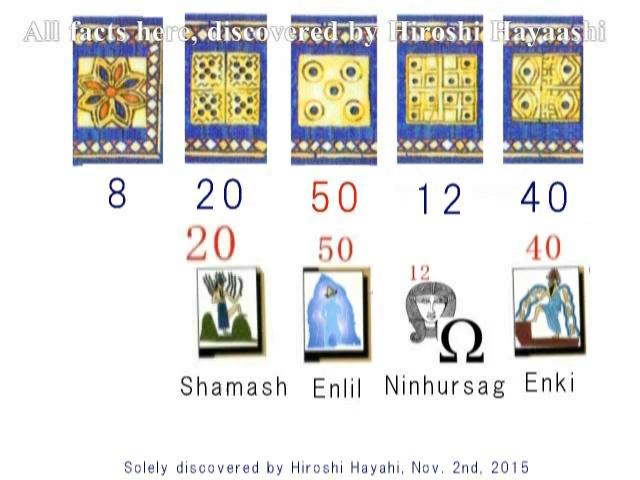 All facts here, discovered by Hiroshi Hayaashi
8 20 50 12 40
20 50 12 40
Ω
Shamash Enlil Ninhursag Enki
Solely discovered by Hiroshi Hayahi, Nov. 2nd, 2015